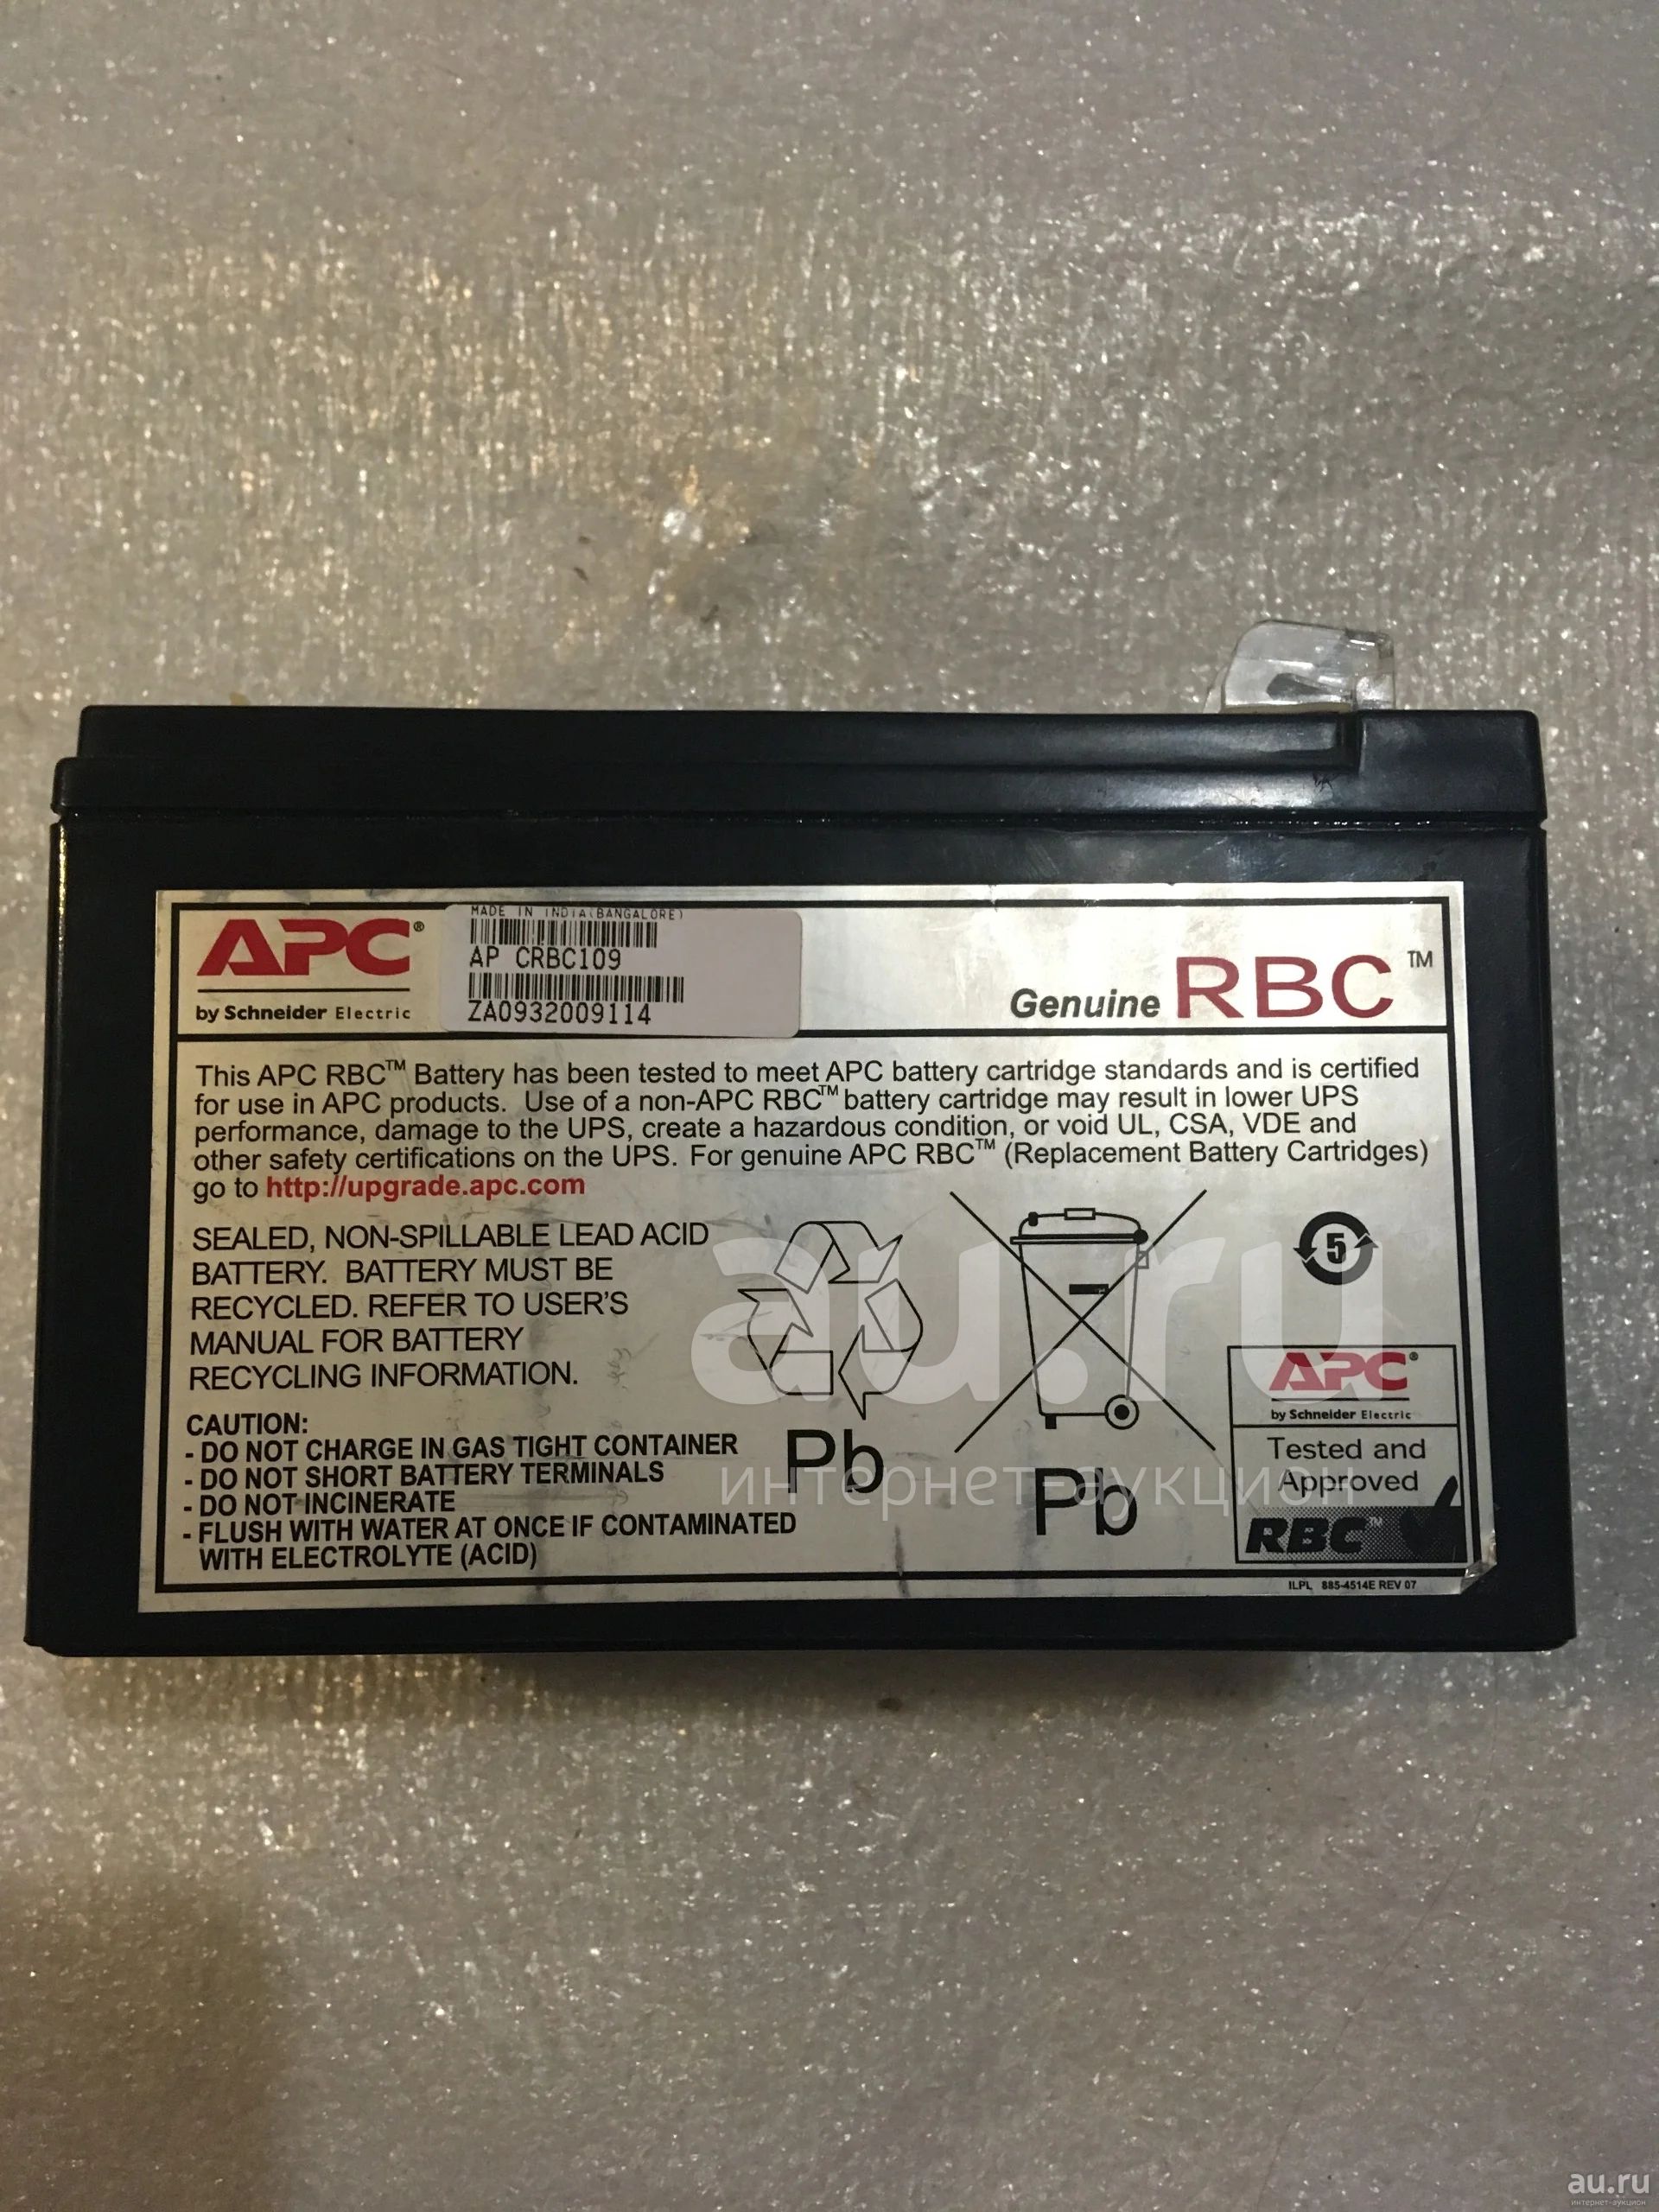 APC®
by Schneider Electric
MADE IN INDIA(BANGALORE)
AP CRBC109
ZA0932009114
Genuine RBC™
This APC RBC™ Battery has been tested to meet APC battery cartridge standards and is certified
for use in APC products. Use of a non-APC RBC™ battery cartridge may result in lower UPS
performance, damage to the UPS, create a hazardous condition, or void UL, CSA, VDE and
other safety certifications on the UPS. For genuine APC RBC™ (Replacement Battery Cartridges)
go to http://upgrade.apc.com
SEALED, NON-SPILLABLE LEAD ACID
BATTERY. BATTERY MUST BE
RECYCLED. REFER TO USER'S
MANUAL FOR BATTERY
RECYCLING INFORMATION.
CAUTION:
- DO NOT CHARGE IN GAS TIGHT CONTAINER
- DO NOT SHORT BATTERY TERMINALS
- DO NOT INCINERATE
- FLUSH WITH WATER AT ONCE IF CONTAMINATED
WITH ELECTROLYTE (ACID)
Pb
Pb
5
APC®
by Schneider Electric
Tested and
Approved
RBC™
ILPL 885-4514E REV 07
au.ru
интернет-аукцион
au.ru
интернет-аукцион